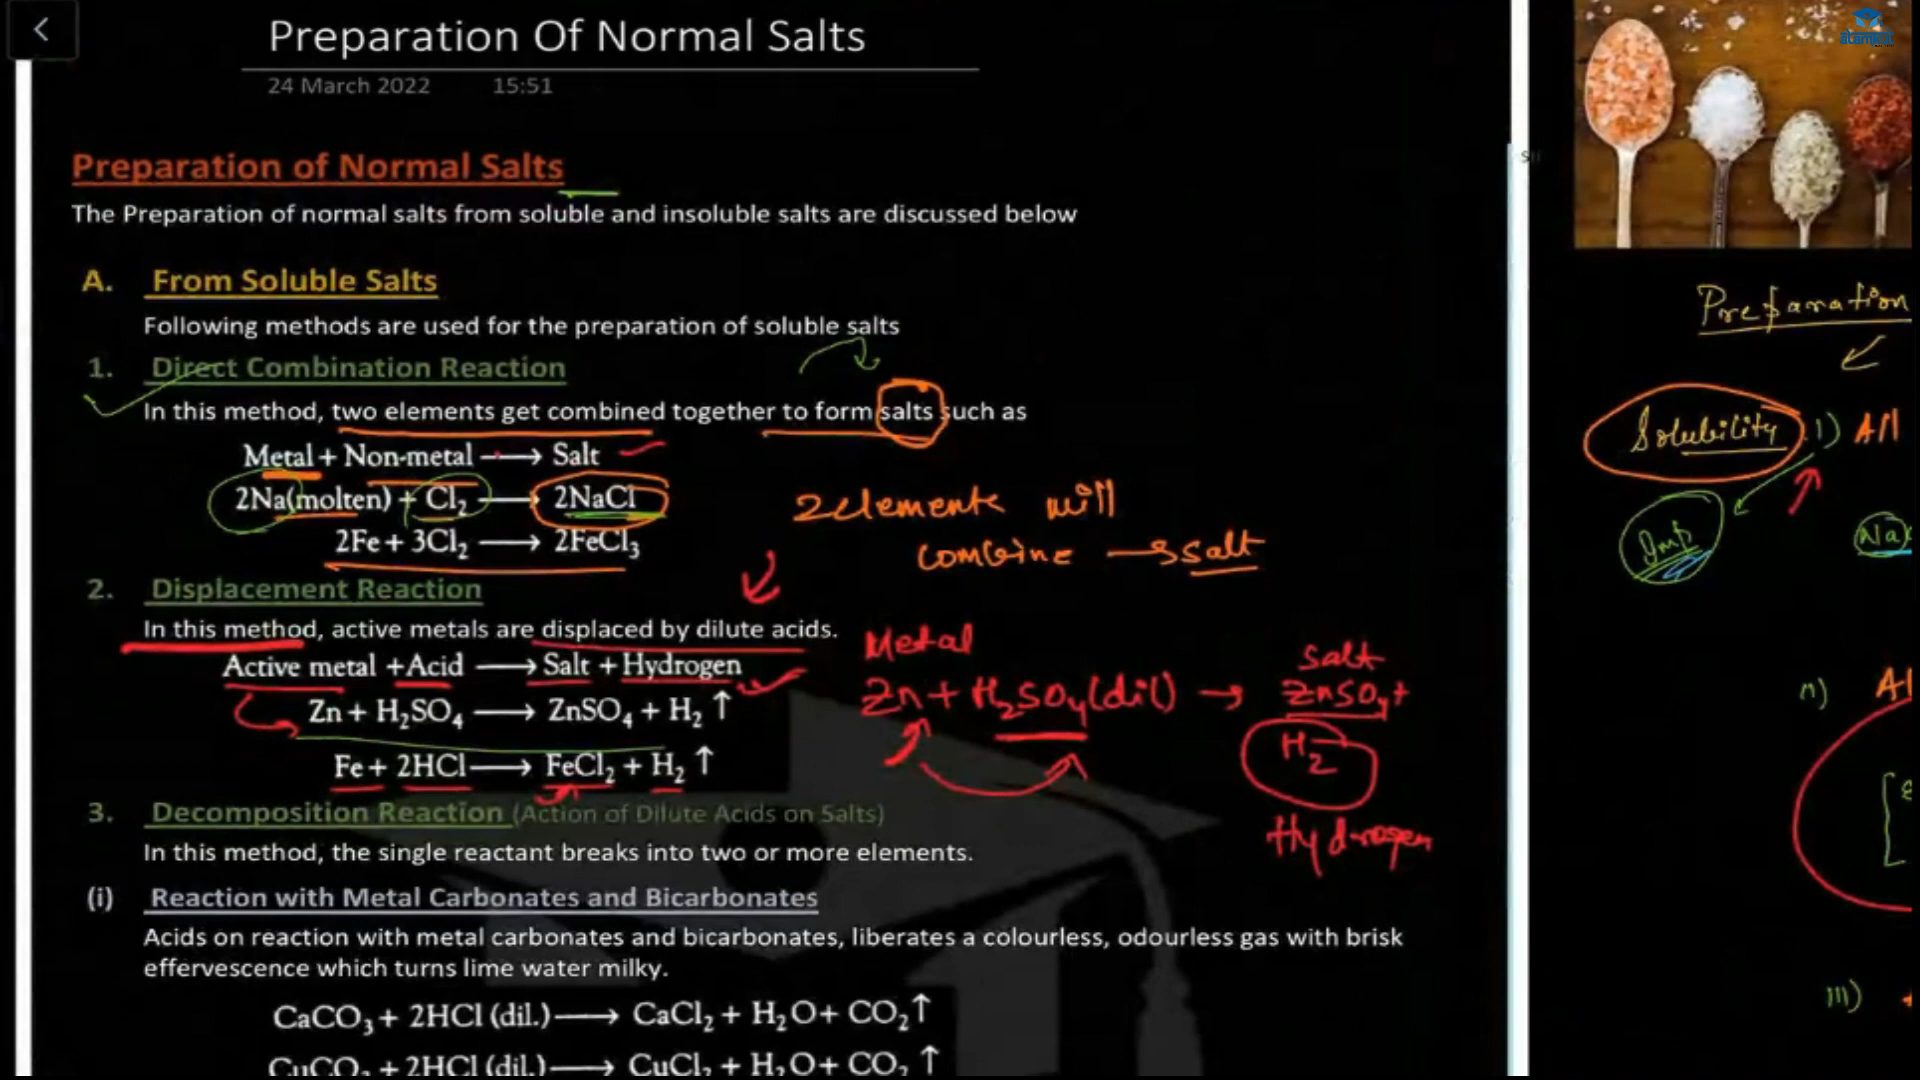 Preparation Of Normal Salts
24 March 2022 15:51
Preparation of Normal Salts
The Preparation of normal salts from soluble and insoluble salts are discussed below
A. From Soluble Salts
Following methods are used for the preparation of soluble salts
1. Direct Combination Reaction
In this method, two elements get combined together to form salts such as
Metal + Non-metal ⟶ Salt
2Na(molten) + Cl₂ ⟶ 2NaCl
2Fe + 3Cl₂ ⟶ 2FeCl₃
2 elements will
combine → salt
2. Displacement Reaction
In this method, active metals are displaced by dilute acids.
Active metal +Acid ⟶ Salt + Hydrogen
Zn + H₂SO₄ ⟶ ZnSO₄ + H₂ ↑
Fe + 2HCl ⟶ FeCl₂ + H₂ ↑
Metal
Salt
Zn + H₂SO₄(dil) → ZnSO₄ +
H₂
Hydrogen
3. Decomposition Reaction (Action of Dilute Acids on Salts)
In this method, the single reactant breaks into two or more elements.
(i) Reaction with Metal Carbonates and Bicarbonates
Acids on reaction with metal carbonates and bicarbonates, liberates a colourless, odourless gas with brisk
effervescence which turns lime water milky.
CaCO₃ + 2HCl (dil.) ⟶ CaCl₂ + H₂O + CO₂ ↑
CuCO₃ + 2HCl (dil.) ⟶ CuCl₂ + H₂O + CO₂ ↑
Preparation
Solubility 1) All
Imp
Na
II) Al
III)